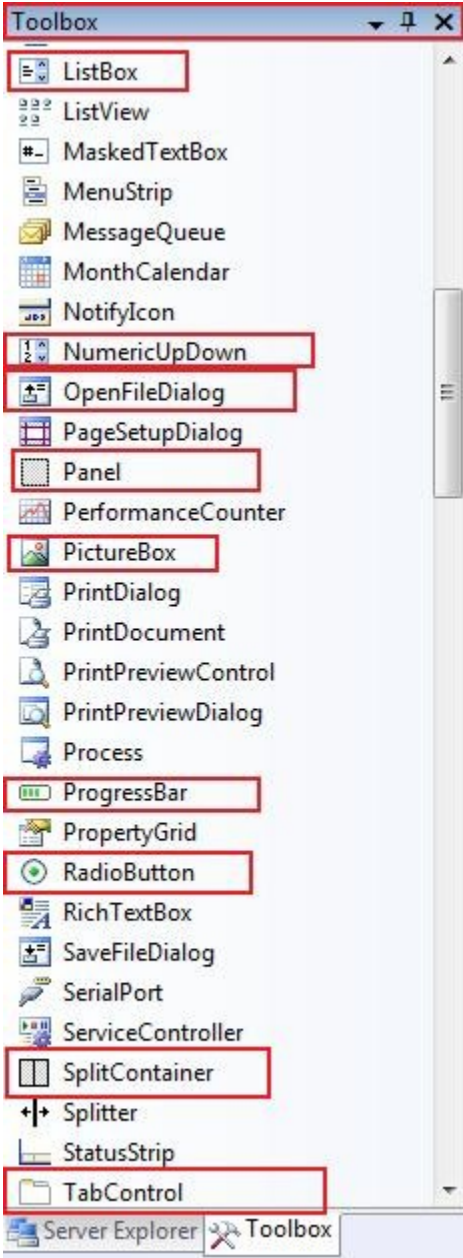 Toolbox
ListBox
ListView
MaskedTextBox
MenuStrip
MessageQueue
MonthCalendar
NotifyIcon
NumericUpDown
OpenFileDialog
PageSetupDialog
Panel
PerformanceCounter
PictureBox
PrintDialog
PrintDocument
PrintPreviewControl
PrintPreviewDialog
Process
ProgressBar
PropertyGrid
RadioButton
RichTextBox
SaveFileDialog
SerialPort
ServiceController
SplitContainer
Splitter
StatusStrip
TabControl
Server Explorer Toolbox